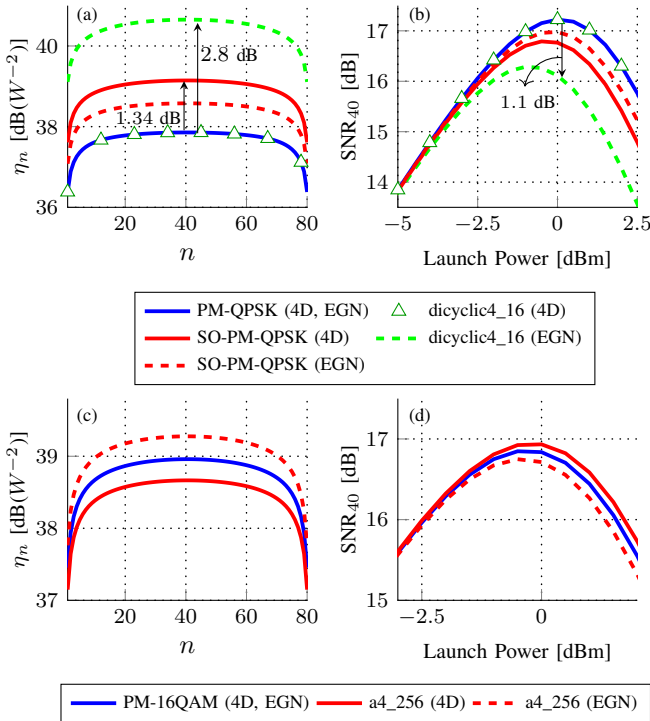 (a)
η_n [dB(W^{-2})]
40
38
36
2.8 dB
1.34 dB
20
40
60
80
n
(b)
SNR_40 [dB]
17
16
15
14
1.1 dB
−5
−2.5
0
2.5
Launch Power [dBm]
PM-QPSK (4D, EGN)
dicyclic4_16 (4D)
SO-PM-QPSK (4D)
dicyclic4_16 (EGN)
SO-PM-QPSK (EGN)
(c)
η_n [dB(W^{-2})]
39
38
37
20
40
60
80
n
(d)
SNR_40 [dB]
17
16
15
−2.5
0
Launch Power [dBm]
PM-16QAM (4D, EGN)
a4_256 (4D)
a4_256 (EGN)